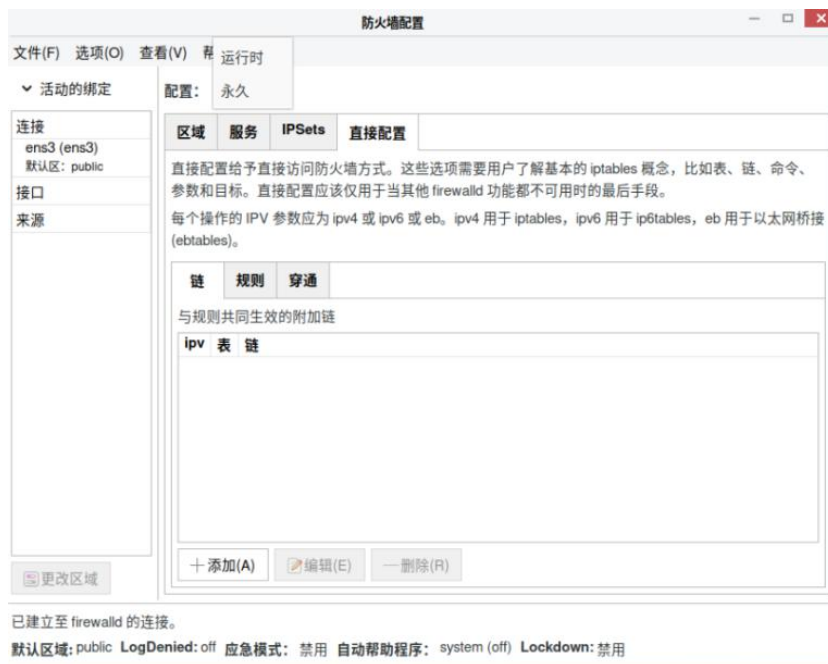 防火墙配置
文件(F) 选项(O) 查看(V) 帮
运行时
永久
活动的绑定
配置：
连接
ens3 (ens3)
默认区：public
接口
来源
更改区域
区域 服务 IPSets 直接配置
直接配置给予直接访问防火墙方式。这些选项需要用户了解基本的 iptables 概念，比如表、链、命令、
参数和目标。直接配置应该仅用于当其他 firewalld 功能都不可用时的最后手段。
每个操作的 IPV 参数应为 ipv4 或 ipv6 或 eb。ipv4 用于 iptables，ipv6 用于 ip6tables，eb 用于以太网桥接
(ebtables)。
链 规则 穿通
与规则共同生效的附加链
ipv 表 链
添加(A) 编辑(E) 删除(R)
已建立至 firewalld 的连接。
默认区域: public LogDenied: off 应急模式： 禁用 自动帮助程序： system (off) Lockdown: 禁用